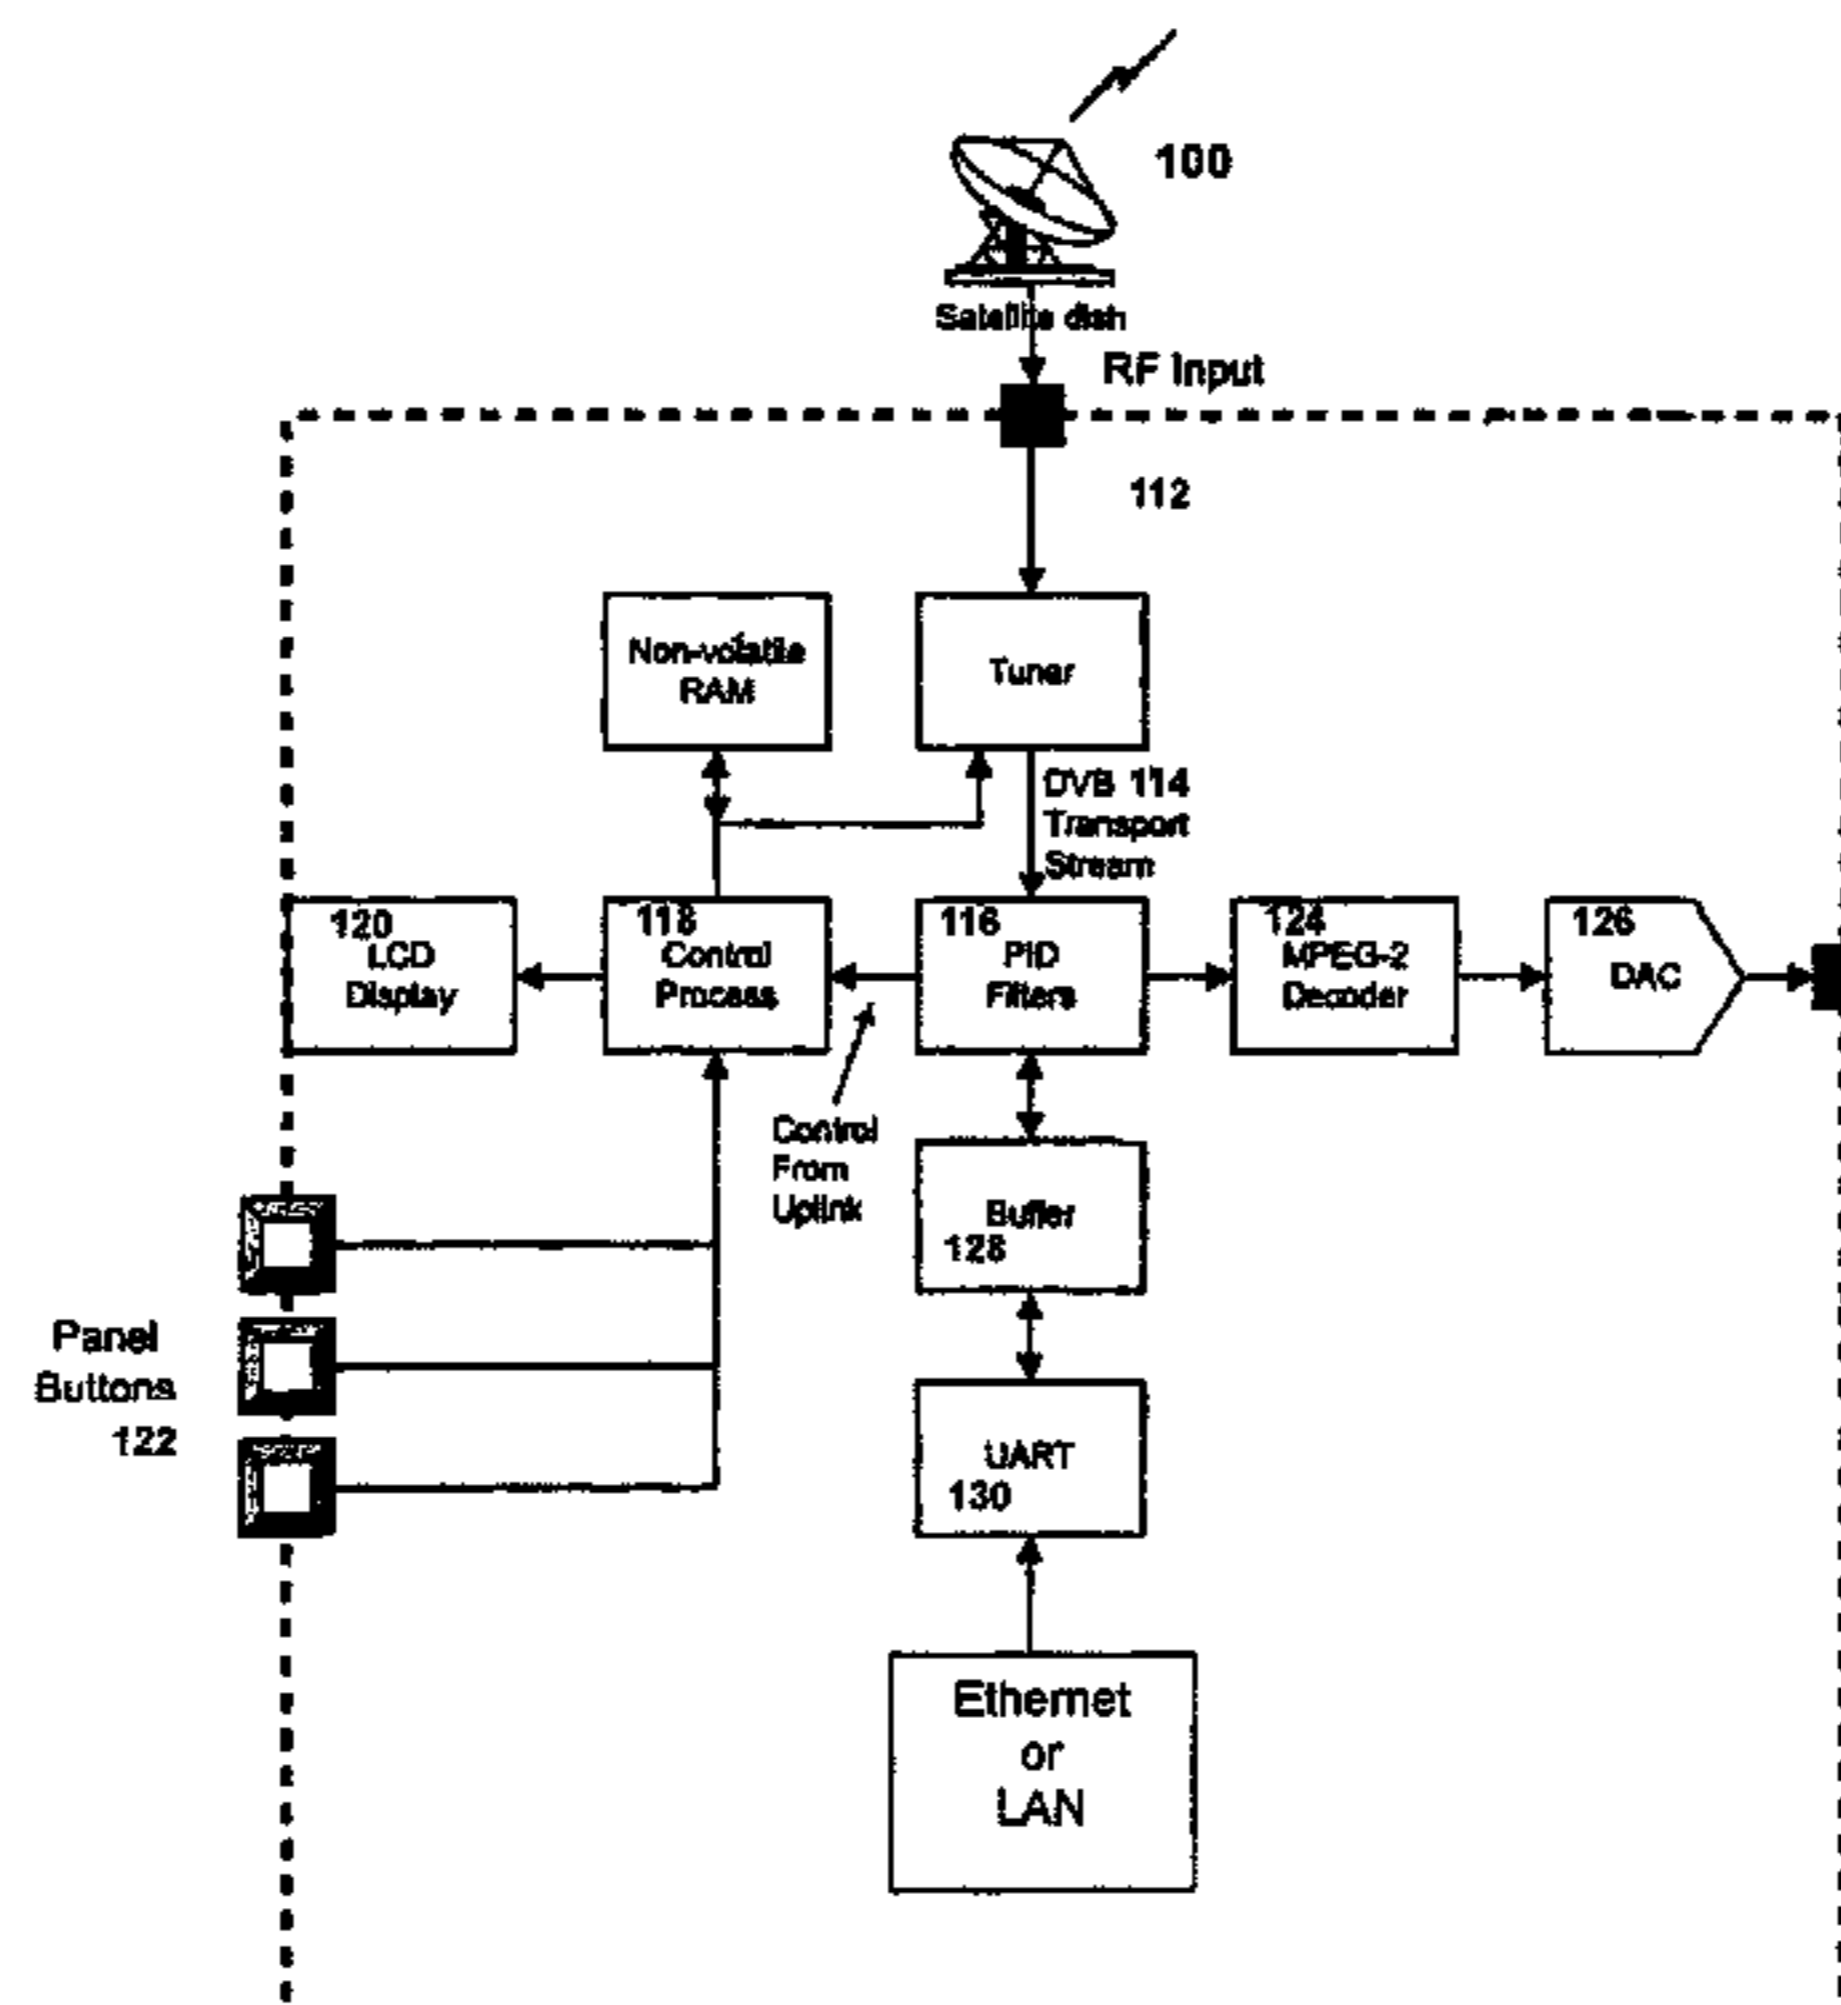 100
Satellite dish
RF Input
112
Non-volatile
RAM
Tuner
DVB 114
Transport
Stream
120
LCD
Display
118
Control
Process
116
PID
Filters
124
MPEG-2
Decoder
126
DAC
Control
From
Uplink
Buffer
128
Panel
Buttons
122
UART
130
Ethernet
or
LAN